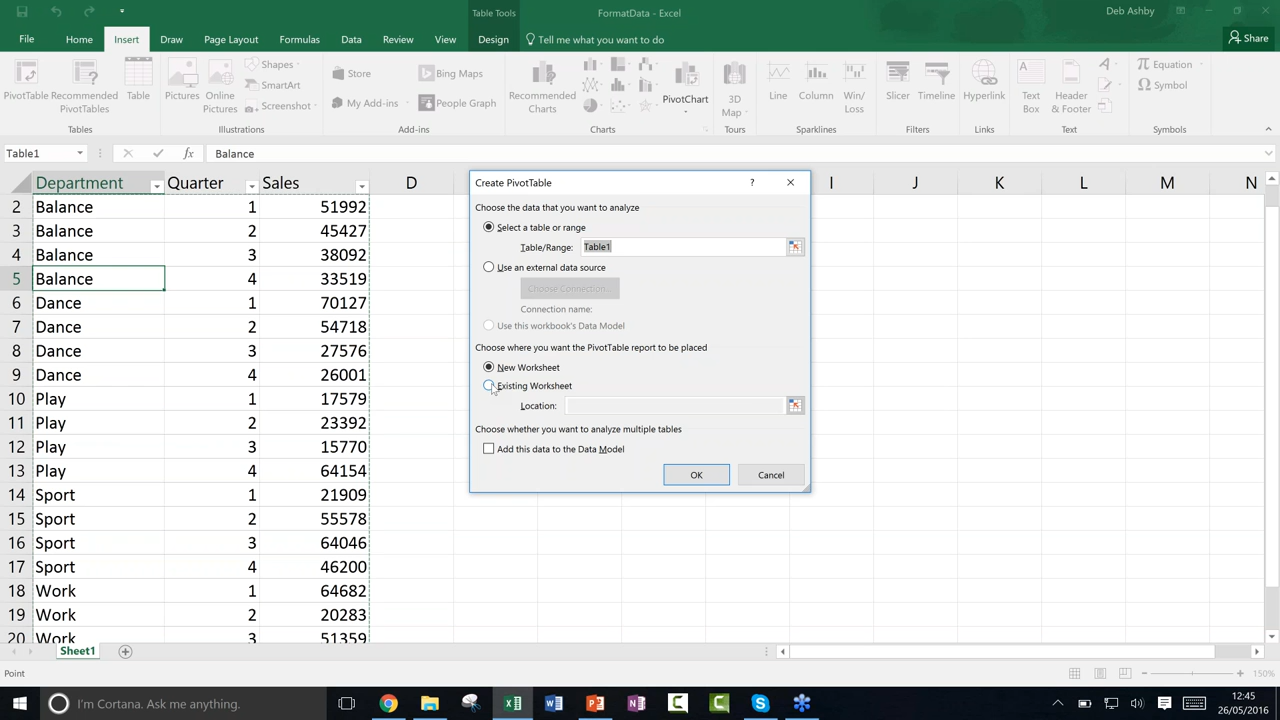 Table Tools
FormatData - Excel
Deb Ashby
File Home Insert Draw Page Layout Formulas Data Review View Design Tell me what you want to do Share
PivotTable
Recommended
PivotTables
Table
Tables
Pictures
Online
Pictures
Shapes
SmartArt
Screenshot
Illustrations
Store
My Add-ins
Bing Maps
People Graph
Add-ins
Recommended
Charts
PivotChart
Charts
3D
Map
Tours
Line
Column
Win/
Loss
Sparklines
Slicer
Timeline
Filters
Hyperlink
Links
Text
Box
Header
& Footer
Text
Equation
Symbol
Symbols
Table1 fx Balance
Department Quarter Sales D I J K L M N
2 Balance 1 51992
3 Balance 2 45427
4 Balance 3 38092
5 Balance 4 33519
6 Dance 1 70127
7 Dance 2 54718
8 Dance 3 27576
9 Dance 4 26001
10 Play 1 17579
11 Play 2 23392
12 Play 3 15770
13 Play 4 64154
14 Sport 1 21909
15 Sport 2 55578
16 Sport 3 64046
17 Sport 4 46200
18 Work 1 64682
19 Work 2 20283
20 Work 3 51359
Create PivotTable ?
Choose the data that you want to analyze
Select a table or range
Table/Range: Table1
Use an external data source
Choose Connection...
Connection name:
Use this workbook's Data Model
Choose where you want the PivotTable report to be placed
New Worksheet
Existing Worksheet
Location:
Choose whether you want to analyze multiple tables
Add this data to the Data Model
OK Cancel
Sheet1
Point
150%
I'm Cortana. Ask me anything.
12:45
26/05/2016